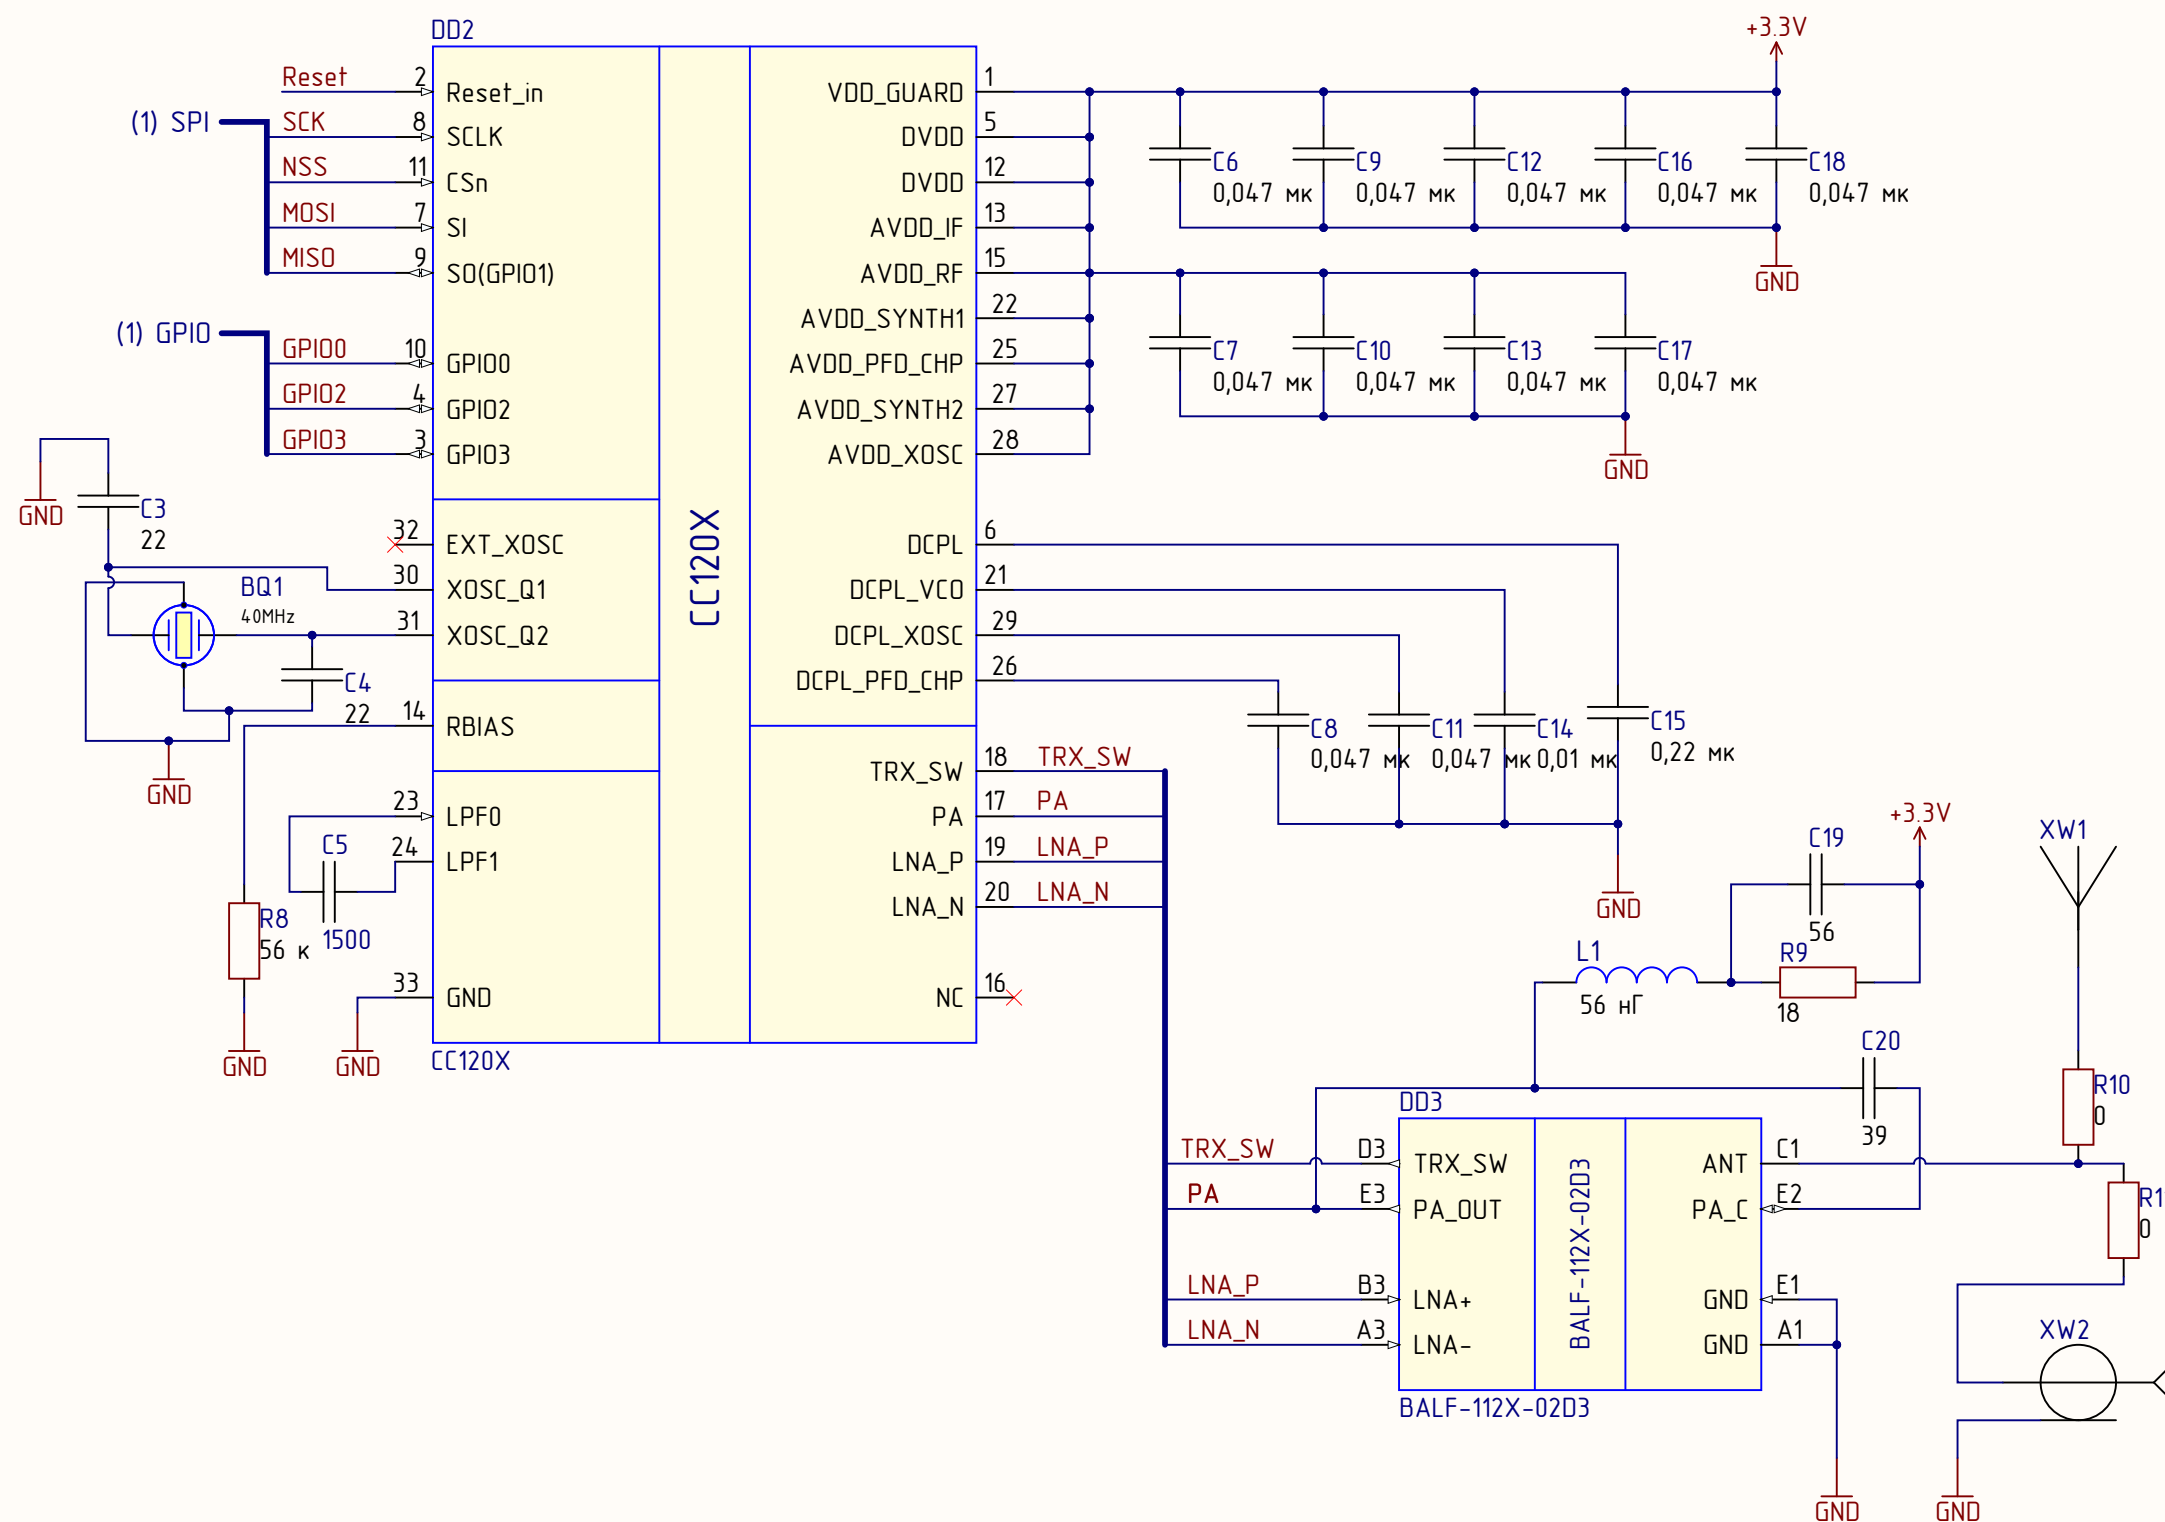 DD2
Reset 2 Reset_in
(1) SPI
SCK 8 SCLK
NSS 11 CSn
MOSI 7 SI
MISO 9 SO(GPIO1)
(1) GPIO
GPIO0 10 GPIO0
GPIO2 4 GPIO2
GPIO3 3 GPIO3
GND
C3
22
32 EXT_XOSC
30 XOSC_Q1
31 XOSC_Q2
BQ1
40MHz
C4
22
GND
14 RBIAS
23 LPF0
24 LPF1
C5
1500
R8
56 к
33 GND
GND
GND
CC120X
CC120X
VDD_GUARD 1
DVDD 5
DVDD 12
AVDD_IF 13
AVDD_RF 15
AVDD_SYNTH1 22
AVDD_PFD_CHP 25
AVDD_SYNTH2 27
AVDD_XOSC 28
DCPL 6
DCPL_VCO 21
DCPL_XOSC 29
DCPL_PFD_CHP 26
TRX_SW 18 TRX_SW
PA 17 PA
LNA_P 19 LNA_P
LNA_N 20 LNA_N
NC 16
+3.3V
C6 C9 C12 C16 C18
0,047 мк 0,047 мк 0,047 мк 0,047 мк 0,047 мк
GND
C7 C10 C13 C17
0,047 мк 0,047 мк 0,047 мк 0,047 мк
GND
C8 C11 C14 C15
0,047 мк 0,047 мк 0,01 мк 0,22 мк
GND
+3.3V
C19
56
L1
56 нГ
R9
18
C20
39
XW1
R10
0
DD3
TRX_SW D3 TRX_SW
PA E3 PA_OUT
LNA_P B3 LNA+
LNA_N A3 LNA-
BALF-112X-02D3
ANT C1
PA_C E2
GND E1
GND A1
BALF-112X-02D3
R1
0
XW2
GND
GND